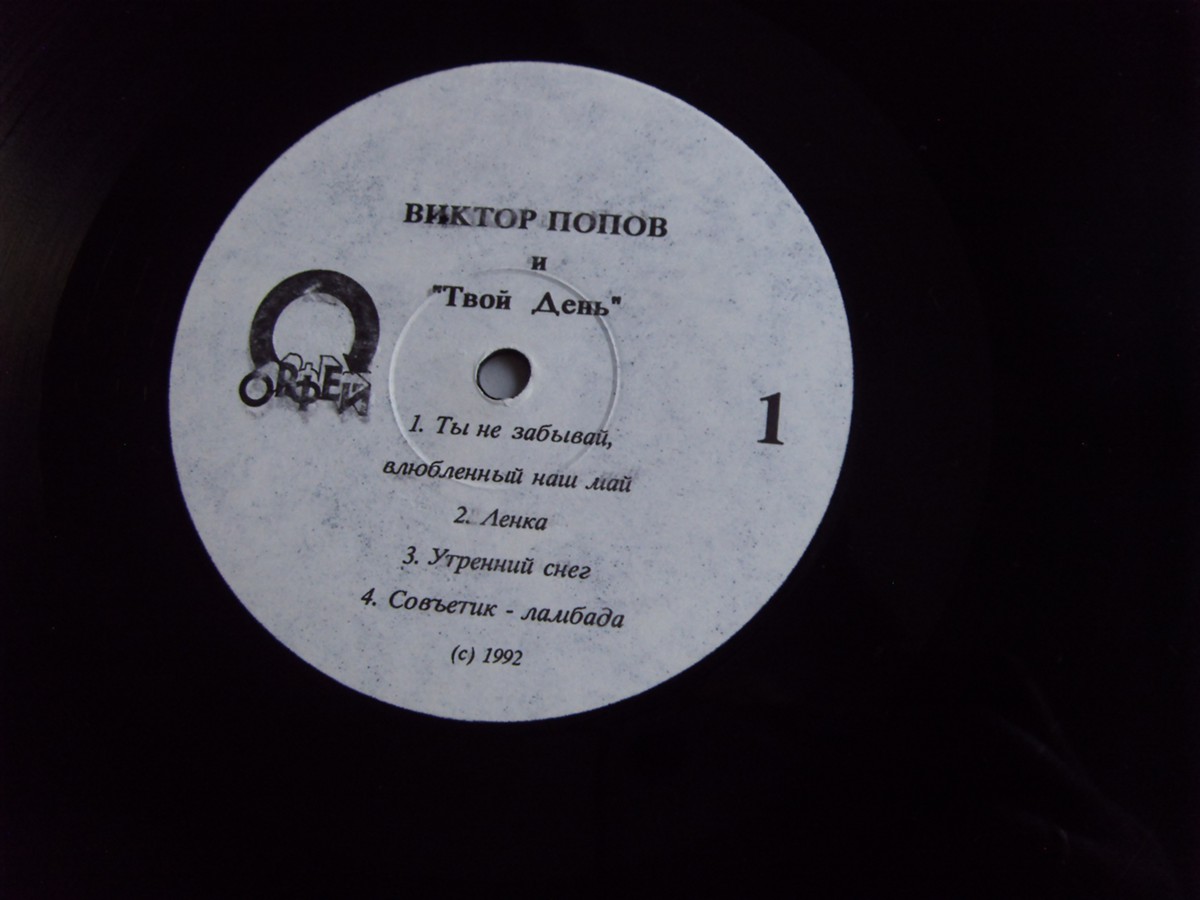 ВИКТОР ПОПОВ
и
"Твой День"
ORФЕЙ
1
1. Ты не забывай,
влюбленный наш май
2. Ленка
3. Утренний снег
4. Совъетик - ламбада
(c) 1992